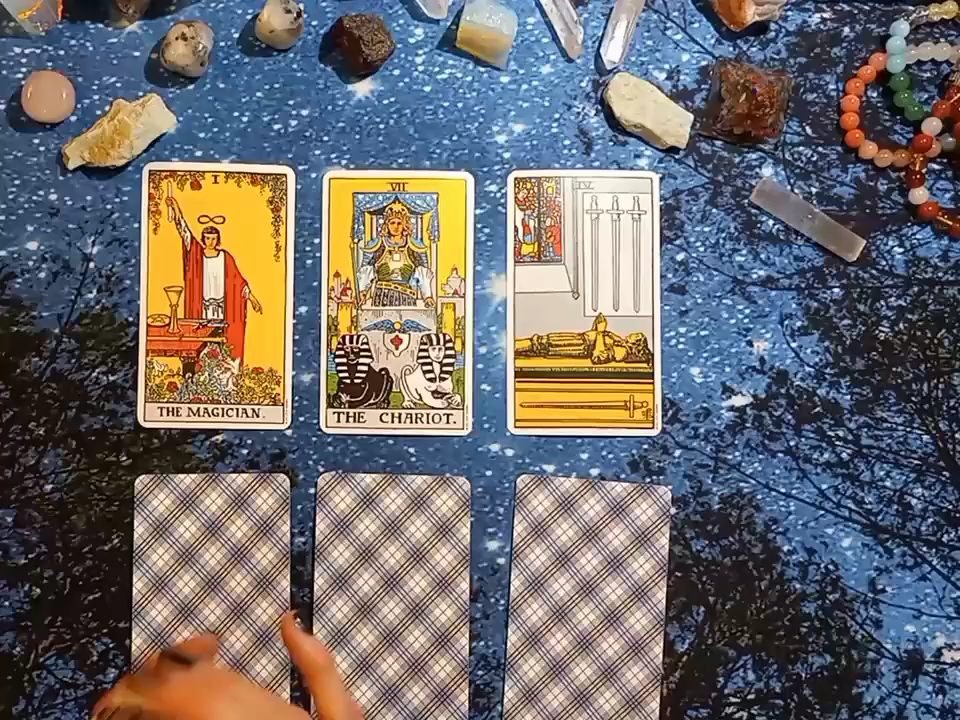 I
THE MAGICIAN.
VII
THE CHARIOT.
IV